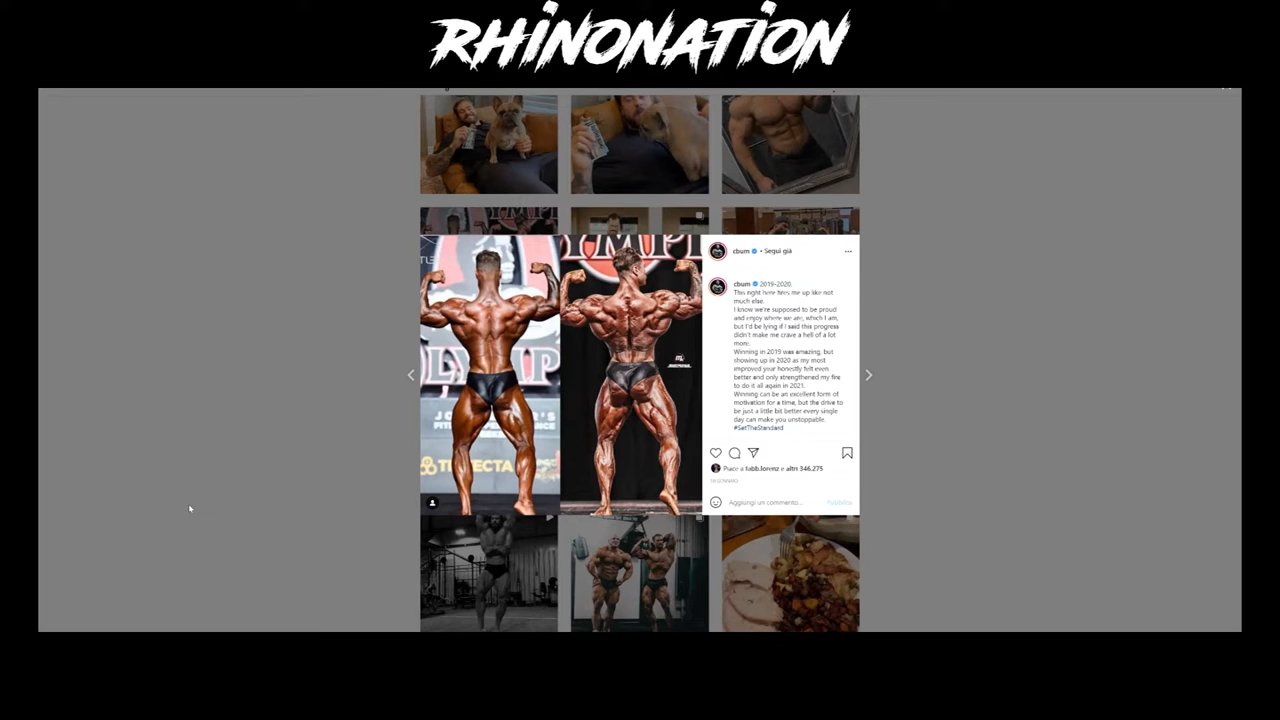 RHINONATION
cbum • Segui già
cbum 2019-2020.
This right here fires me up like not
much else.
I know we're supposed to be proud
and enjoy where we are, which I am,
but I'd be lying if I said this progress
didn't make me crave a hell of a lot
more.
Winning in 2019 was amazing, but
showing up in 2020 as my most
improved year honestly felt even
better and only strengthened my fire
to do it all again in 2021.
Winning can be an excellent form of
motivation for a time, but the drive to
be just a little bit better every single
day can make you unstoppable.
#SetTheStandard
Piace a fabb.lorenz e altri 346.275
Aggiungi un commento...
Pubblica